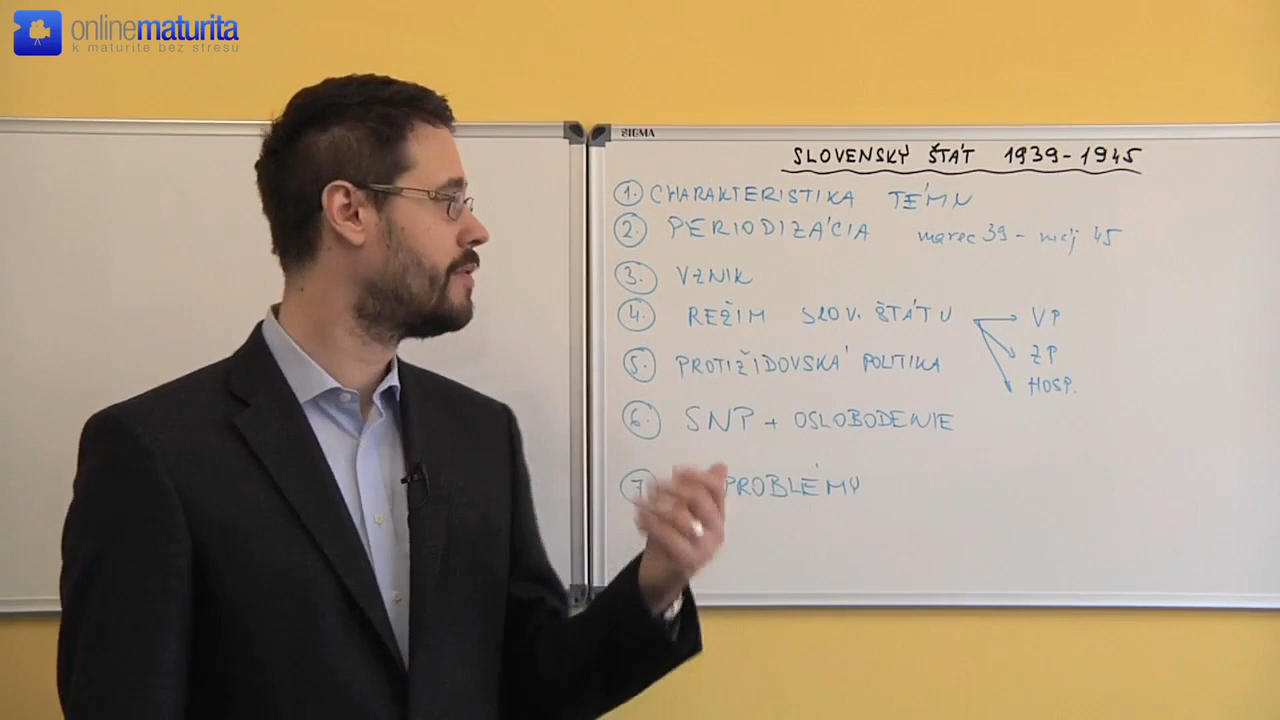 onlinematurita
k maturite bez stresu
SIGMA
SLOVENSKÝ ŠTÁT 1939-1945
1. CHARAKTERISTIKA TÉMY
2. PERIODIZÁCIA marec 39 - máj 45
3. VZNIK
4. REŽIM SLOV. ŠTÁTU VP
ZP
5. PROTIŽIDOVSKÁ POLITIKA
HOSP.
6. SNP + OSLOBODENIE
7. PROBLÉMY